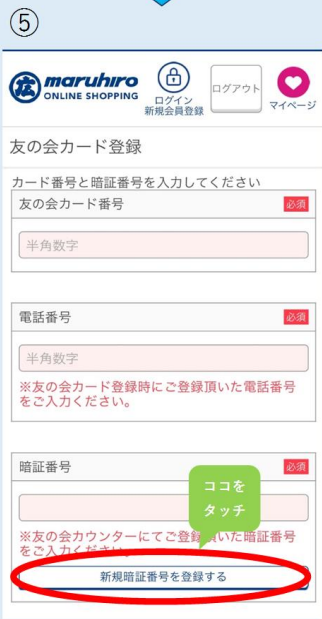 ⑤
広 maruhiro
ONLINE SHOPPING
ログイン
新規会員登録
ログアウト
マイページ
友の会カード登録
カード番号と暗証番号を入力してください
友の会カード番号 必須
半角数字
電話番号 必須
半角数字
※友の会カード登録時にご登録頂いた電話番号
をご入力ください。
暗証番号 必須
ココを
タッチ
※友の会カウンターにてご登録頂いた暗証番号
をご入力ください。
新規暗証番号を登録する